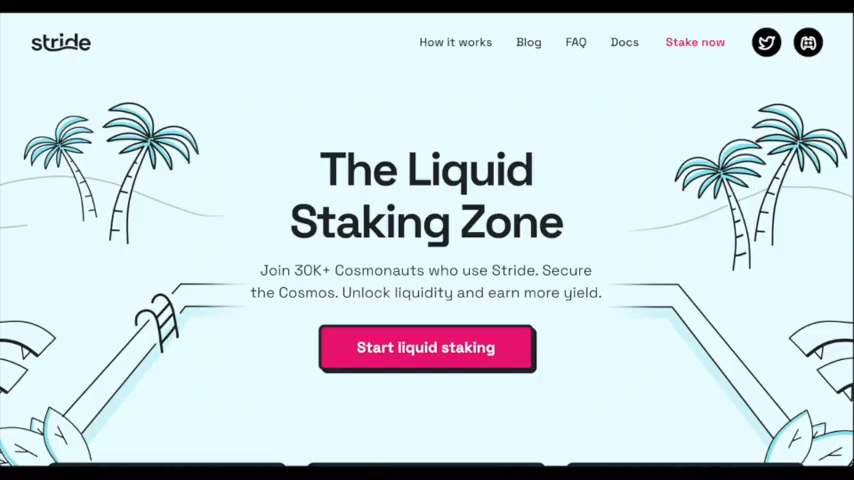 stride
How it works Blog FAQ Docs Stake now
The Liquid
Staking Zone
Join 30K+ Cosmonauts who use Stride. Secure
the Cosmos. Unlock liquidity and earn more yield.
Start liquid staking